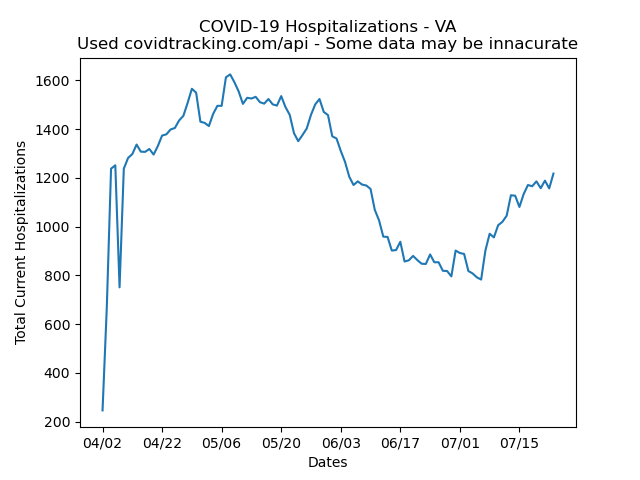 COVID-19 Hospitalizations - VA
Used covidtracking.com/api - Some data may be innacurate
Total Current Hospitalizations
1600
1400
1200
1000
800
600
400
200
04/02 04/22 05/06 05/20 06/03 06/17 07/01 07/15
Dates